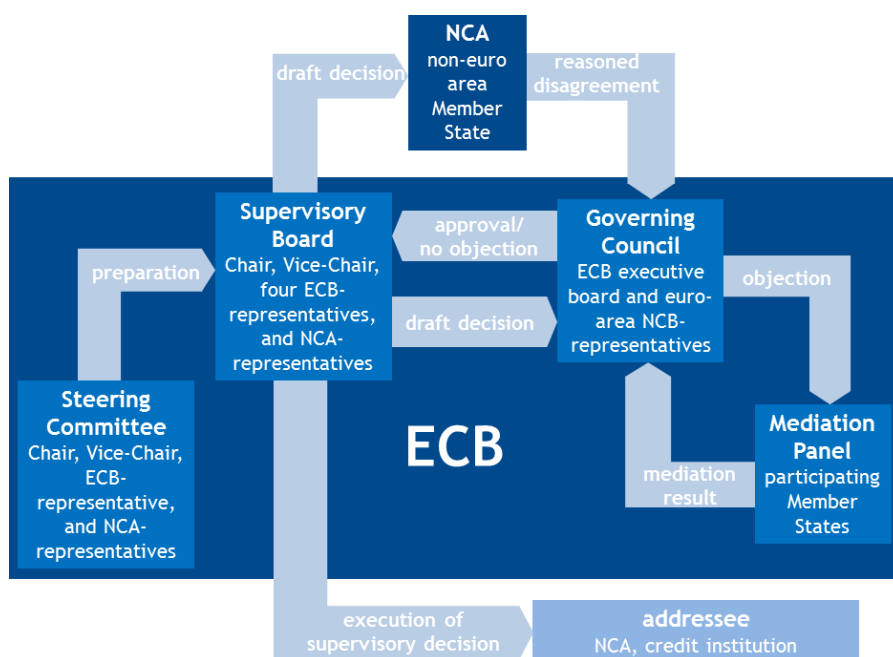 NCA
non-euro
area
Member
State
draft decision
reasoned
disagreement
Supervisory
Board
Chair, Vice-Chair,
four ECB-
representatives,
and NCA-
representatives
approval/
no objection
Governing
Council
ECB executive
board and euro-
area NCB-
representatives
preparation
objection
draft decision
Steering
Committee
Chair, Vice-Chair,
ECB-
representative,
and NCA-
representatives
ECB
Mediation
Panel
participating
Member
States
mediation
result
execution of
supervisory decision
addressee
NCA, credit institution